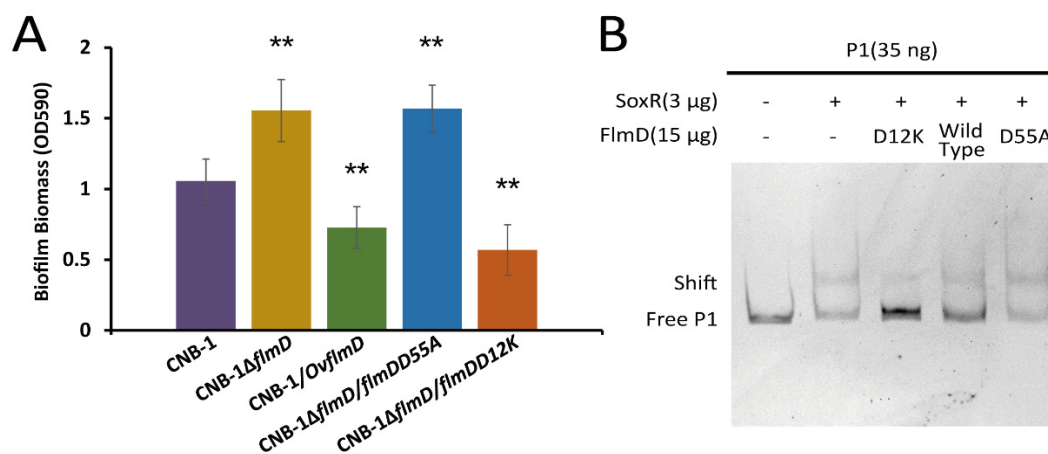 A
Biofilm Biomass (OD590)
2
1.5
1
0.5
0
**
**
**
**
CNB-1
CNB-1ΔflmD
CNB-1/OvflmD
CNB-1ΔflmD/flmDD55A
CNB-1ΔflmD/flmDD12K
B
P1(35 ng)
SoxR(3 μg) - + + + +
FlmD(15 μg) - - D12K Wild Type D55A
Shift
Free P1